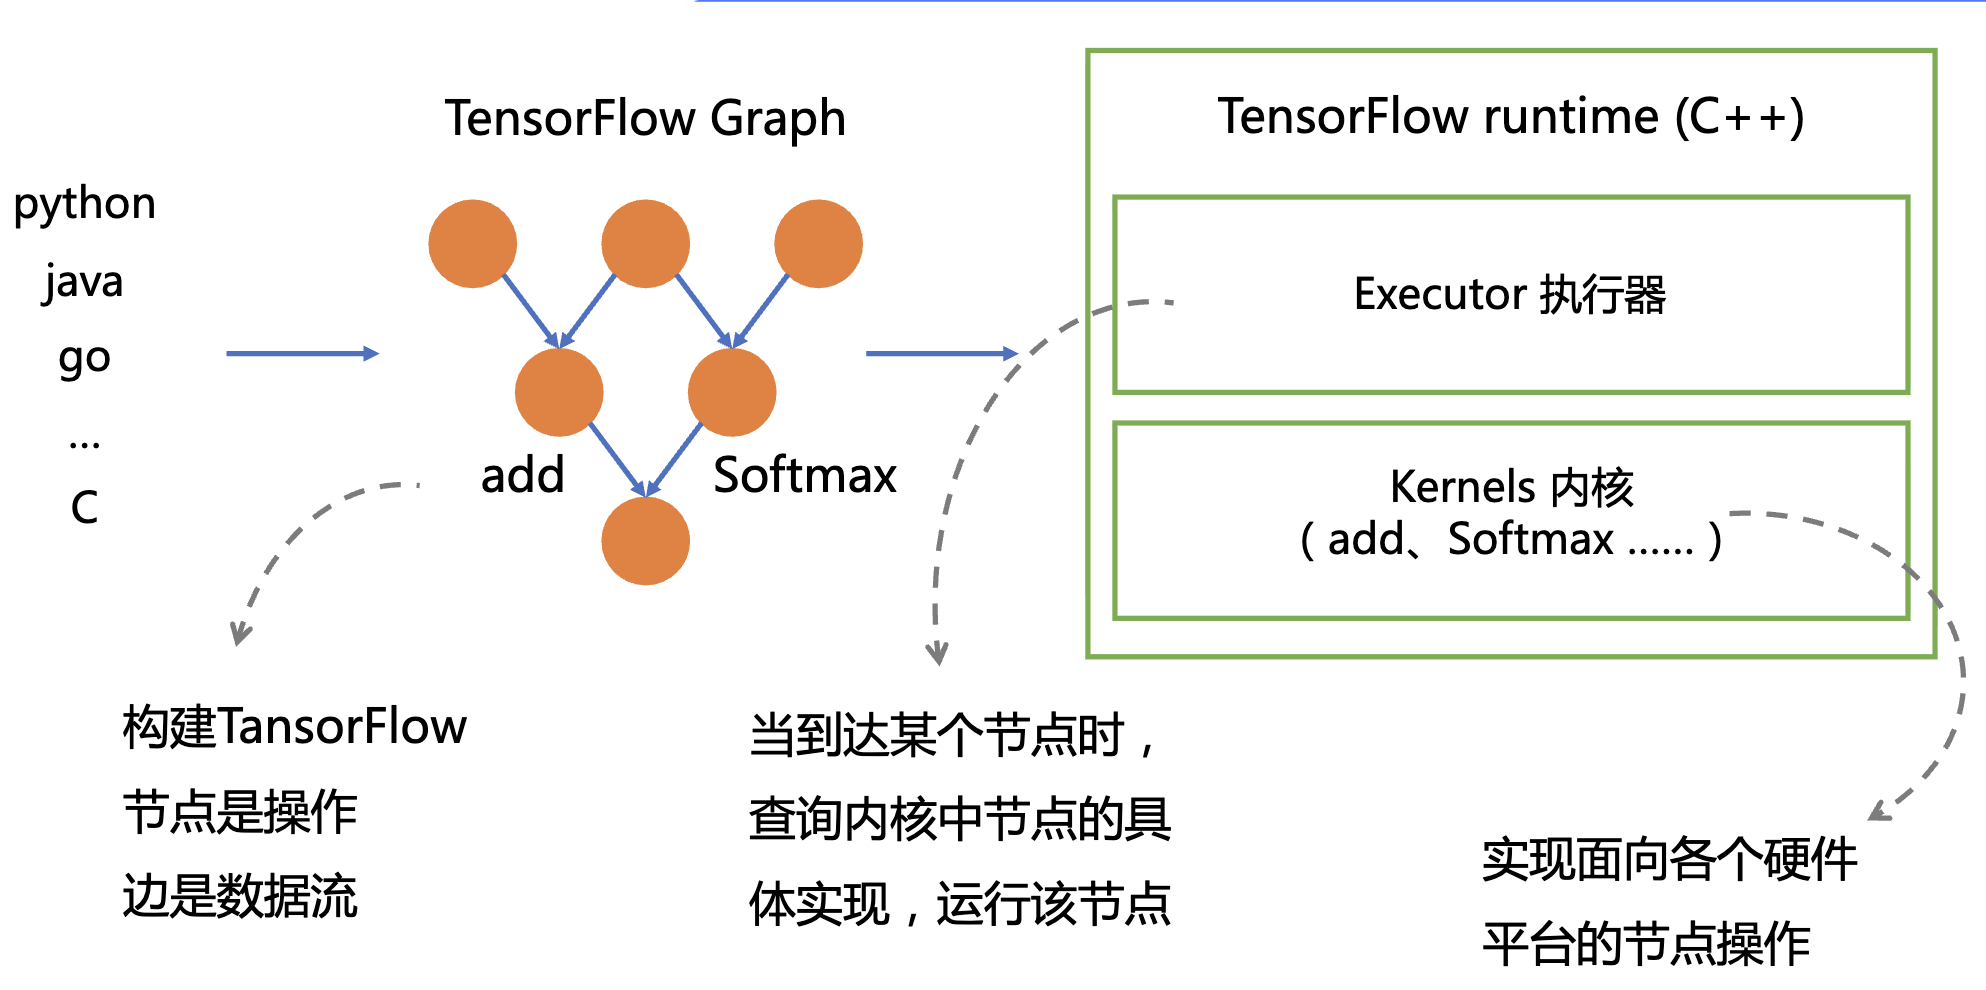 TensorFlow Graph
TensorFlow runtime (C++)
python
java
go
...
C
add
Softmax
Executor 执行器
Kernels 内核
（add、Softmax ......）
构建TansorFlow
节点是操作
边是数据流
当到达某个节点时，
查询内核中节点的具
体实现，运行该节点
实现面向各个硬件
平台的节点操作